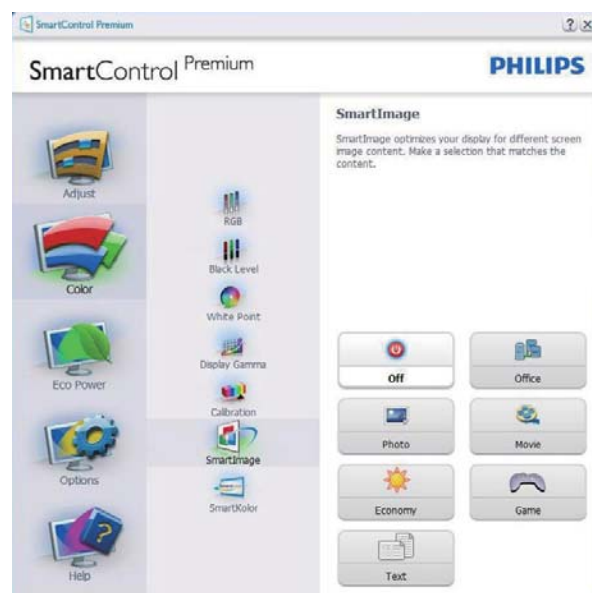 SmartControl Premium
? x
SmartControl Premium
PHILIPS
Adjust
Color
Eco Power
Options
Help
RGB
Black Level
White Point
Display Gamma
Calibration
SmartImage
SmartKolor
SmartImage
SmartImage optimizes your display for different screen
image content. Make a selection that matches the
content.
Off
Office
Photo
Movie
Economy
Game
Text